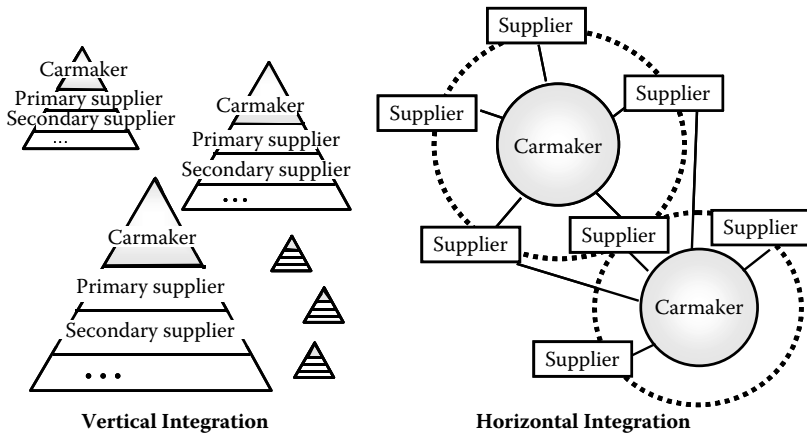 Carmaker
Primary supplier
Secondary supplier
...
Carmaker
Primary supplier
Secondary supplier
...
Carmaker
Primary supplier
Secondary supplier
...
Vertical Integration
Supplier
Supplier
Supplier
Carmaker
Supplier
Supplier
Supplier
Carmaker
Supplier
Horizontal Integration